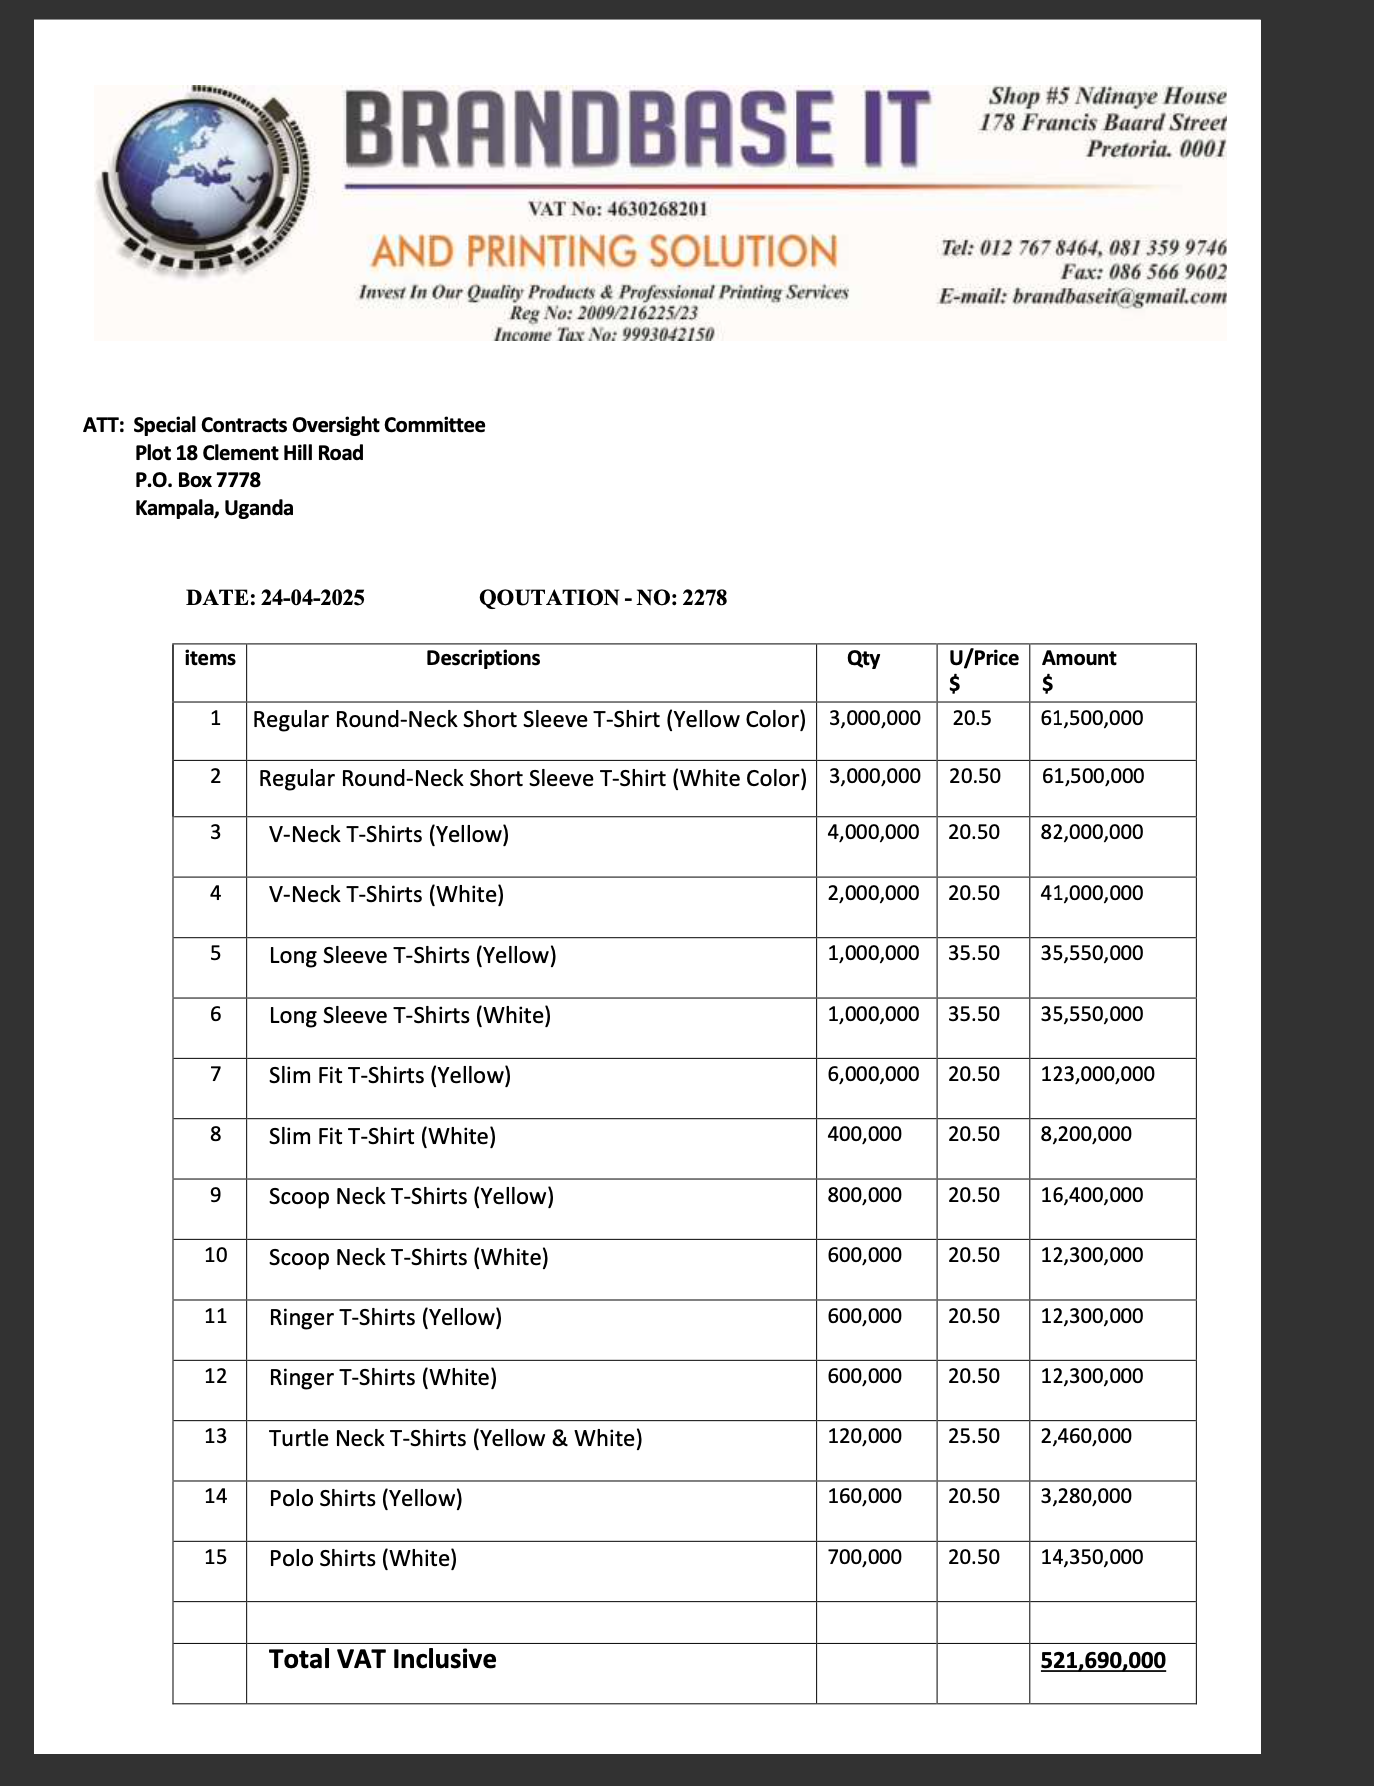 BRANDBASE IT
Shop #5 Ndinaye House
178 Francis Baard Street
Pretoria. 0001
VAT No: 4630268201
AND PRINTING SOLUTION
Invest In Our Quality Products & Professional Printing Services
Reg No: 2009/216225/23
Income Tax No: 9993042150
Tel: 012 767 8464, 081 359 9746
Fax: 086 566 9602
E-mail: brandbaseit@gmail.com
ATT: Special Contracts Oversight Committee
Plot 18 Clement Hill Road
P.O. Box 7778
Kampala, Uganda
DATE: 24-04-2025 QOUTATION - NO: 2278
items Descriptions Qty U/Price $ Amount $
1 Regular Round-Neck Short Sleeve T-Shirt (Yellow Color) 3,000,000 20.5 61,500,000
2 Regular Round-Neck Short Sleeve T-Shirt (White Color) 3,000,000 20.50 61,500,000
3 V-Neck T-Shirts (Yellow) 4,000,000 20.50 82,000,000
4 V-Neck T-Shirts (White) 2,000,000 20.50 41,000,000
5 Long Sleeve T-Shirts (Yellow) 1,000,000 35.50 35,550,000
6 Long Sleeve T-Shirts (White) 1,000,000 35.50 35,550,000
7 Slim Fit T-Shirts (Yellow) 6,000,000 20.50 123,000,000
8 Slim Fit T-Shirt (White) 400,000 20.50 8,200,000
9 Scoop Neck T-Shirts (Yellow) 800,000 20.50 16,400,000
10 Scoop Neck T-Shirts (White) 600,000 20.50 12,300,000
11 Ringer T-Shirts (Yellow) 600,000 20.50 12,300,000
12 Ringer T-Shirts (White) 600,000 20.50 12,300,000
13 Turtle Neck T-Shirts (Yellow & White) 120,000 25.50 2,460,000
14 Polo Shirts (Yellow) 160,000 20.50 3,280,000
15 Polo Shirts (White) 700,000 20.50 14,350,000
Total VAT Inclusive 521,690,000